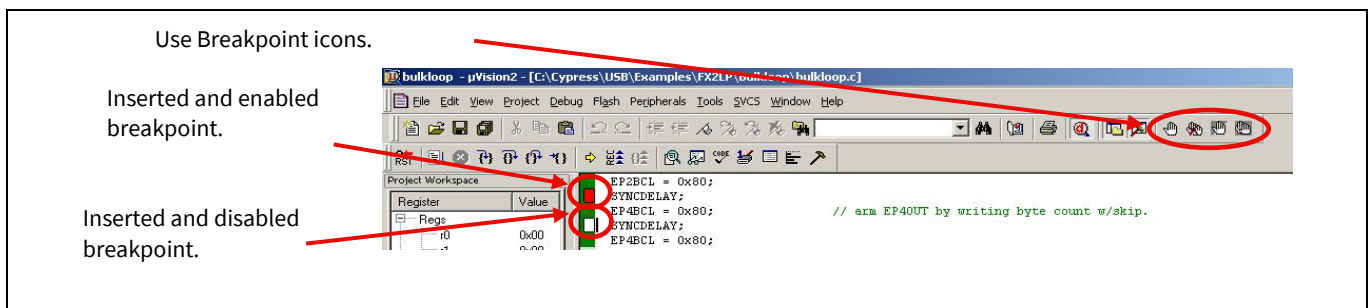 Use Breakpoint icons.
bulkloop - µVision2 - [C:\Cypress\USB\Examples\FX2LP\bulkloop\bulkloop.c]
Inserted and enabled
breakpoint.
File Edit View Project Debug Flash Peripherals Tools SVCS Window Help
RST
CODE
Project Workspace
EP2BCL = 0x80;
Register Value
SYNCDELAY;
Inserted and disabled
breakpoint.
EP4BCL = 0x80; // arm EP4OUT by writing byte count w/skip.
Regs
SYNCDELAY;
r0 0x00
EP4BCL = 0x80;